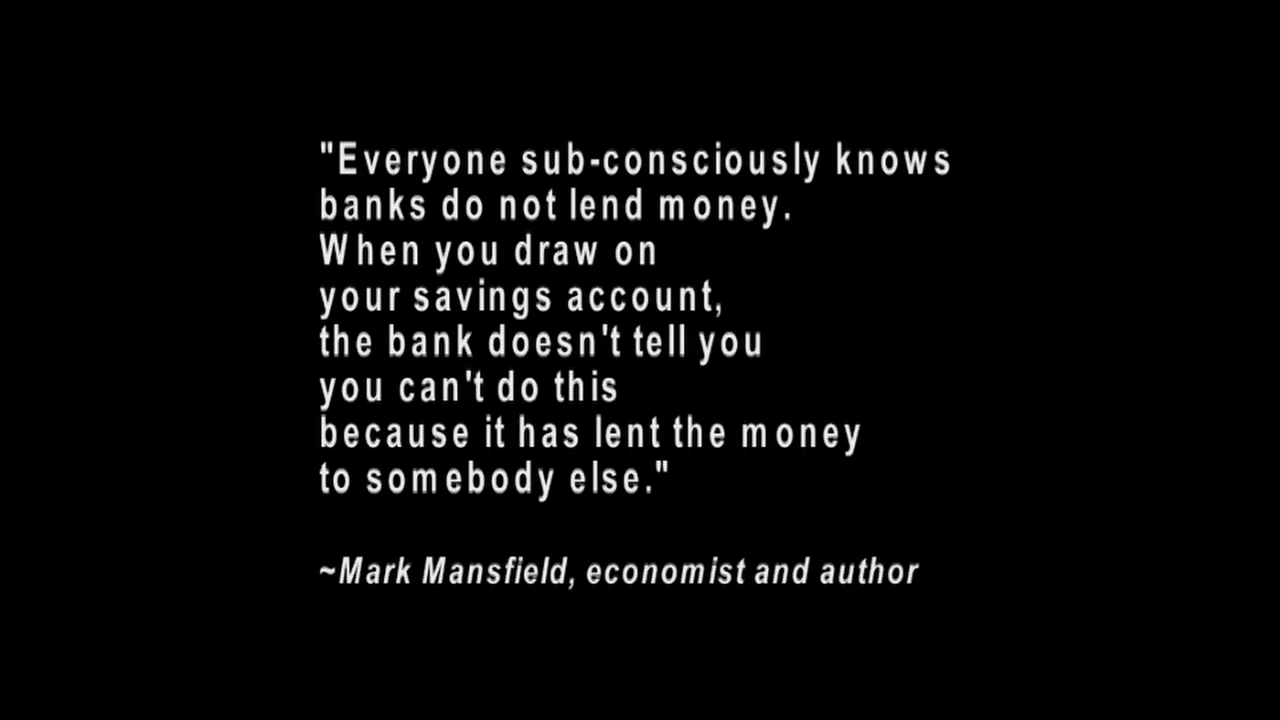 "Everyone sub-consciously knows
banks do not lend money.
When you draw on
your savings account,
the bank doesn't tell you
you can't do this
because it has lent the money
to somebody else."
~Mark Mansfield, economist and author